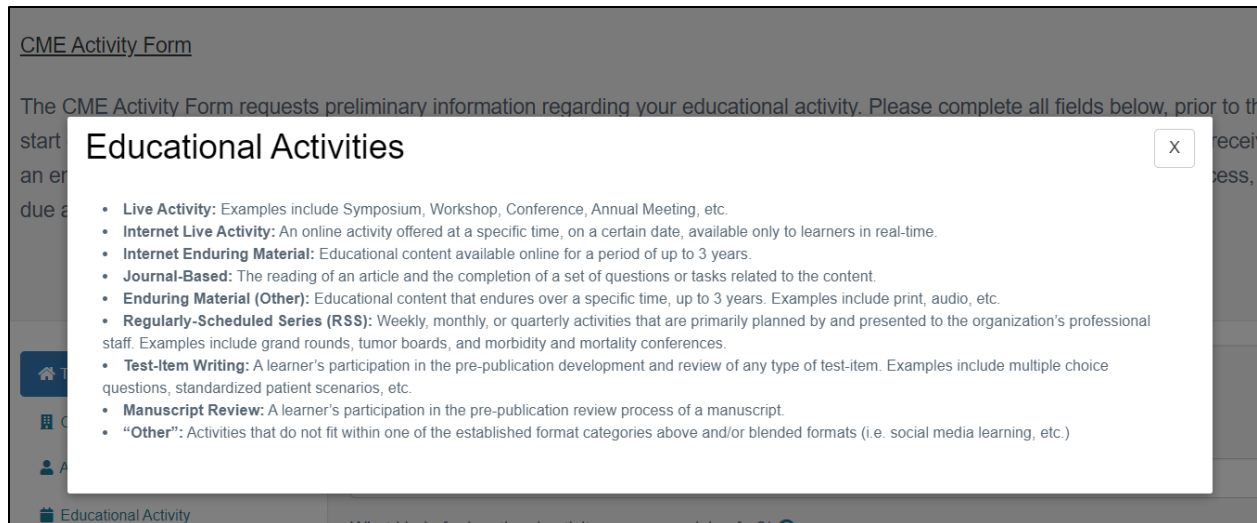 CME Activity Form
The CME Activity Form requests preliminary information regarding your educational activity. Please complete all fields below, prior to
start
an
due
Educational Activities
X
• Live Activity: Examples include Symposium, Workshop, Conference, Annual Meeting, etc.
• Internet Live Activity: An online activity offered at a specific time, on a certain date, available only to learners in real-time.
• Internet Enduring Material: Educational content available online for a period of up to 3 years.
• Journal-Based: The reading of an article and the completion of a set of questions or tasks related to the content.
• Enduring Material (Other): Educational content that endures over a specific time, up to 3 years. Examples include print, audio, etc.
• Regularly-Scheduled Series (RSS): Weekly, monthly, or quarterly activities that are primarily planned by and presented to the organization’s professional
staff. Examples include grand rounds, tumor boards, and morbidity and mortality conferences.
• Test-Item Writing: A learner’s participation in the pre-publication development and review of any type of test-item. Examples include multiple choice
questions, standardized patient scenarios, etc.
• Manuscript Review: A learner’s participation in the pre-publication review process of a manuscript.
• “Other”: Activities that do not fit within one of the established format categories above and/or blended formats (i.e. social media learning, etc.)
Educational Activity